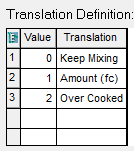 Translation Definition:
Value Translation
1 0 Keep Mixing
2 1 Amount (fc)
3 2 Over Cooked